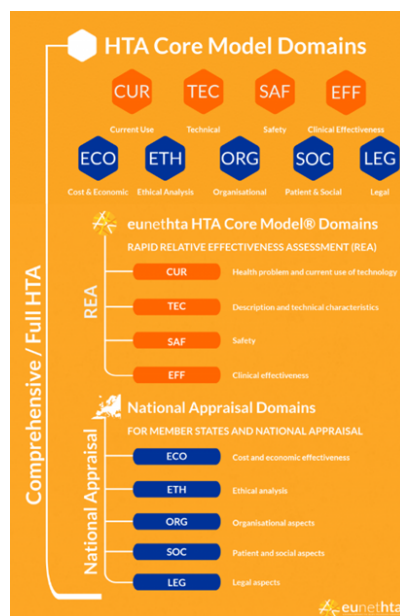 HTA Core Model Domains
CUR TEC SAF EFF
Current Use Technical Safety Clinical Effectiveness
ECO ETH ORG SOC LEG
Cost & Economic Ethical Analysis Organisational Patient & Social Legal
Comprehensive / Full HTA
eunethta HTA Core Model® Domains
RAPID RELATIVE EFFECTIVENESS ASSESSMENT (REA)
REA
CUR Health problem and current use of technology
TEC Description and technical characteristics
SAF Safety
EFF Clinical effectiveness
National Appraisal Domains
FOR MEMBER STATES AND NATIONAL APPRAISAL
National Appraisal
ECO Cost and economic effectiveness
ETH Ethical analysis
ORG Organisational aspects
SOC Patient and social aspects
LEG Legal aspects
eunethta